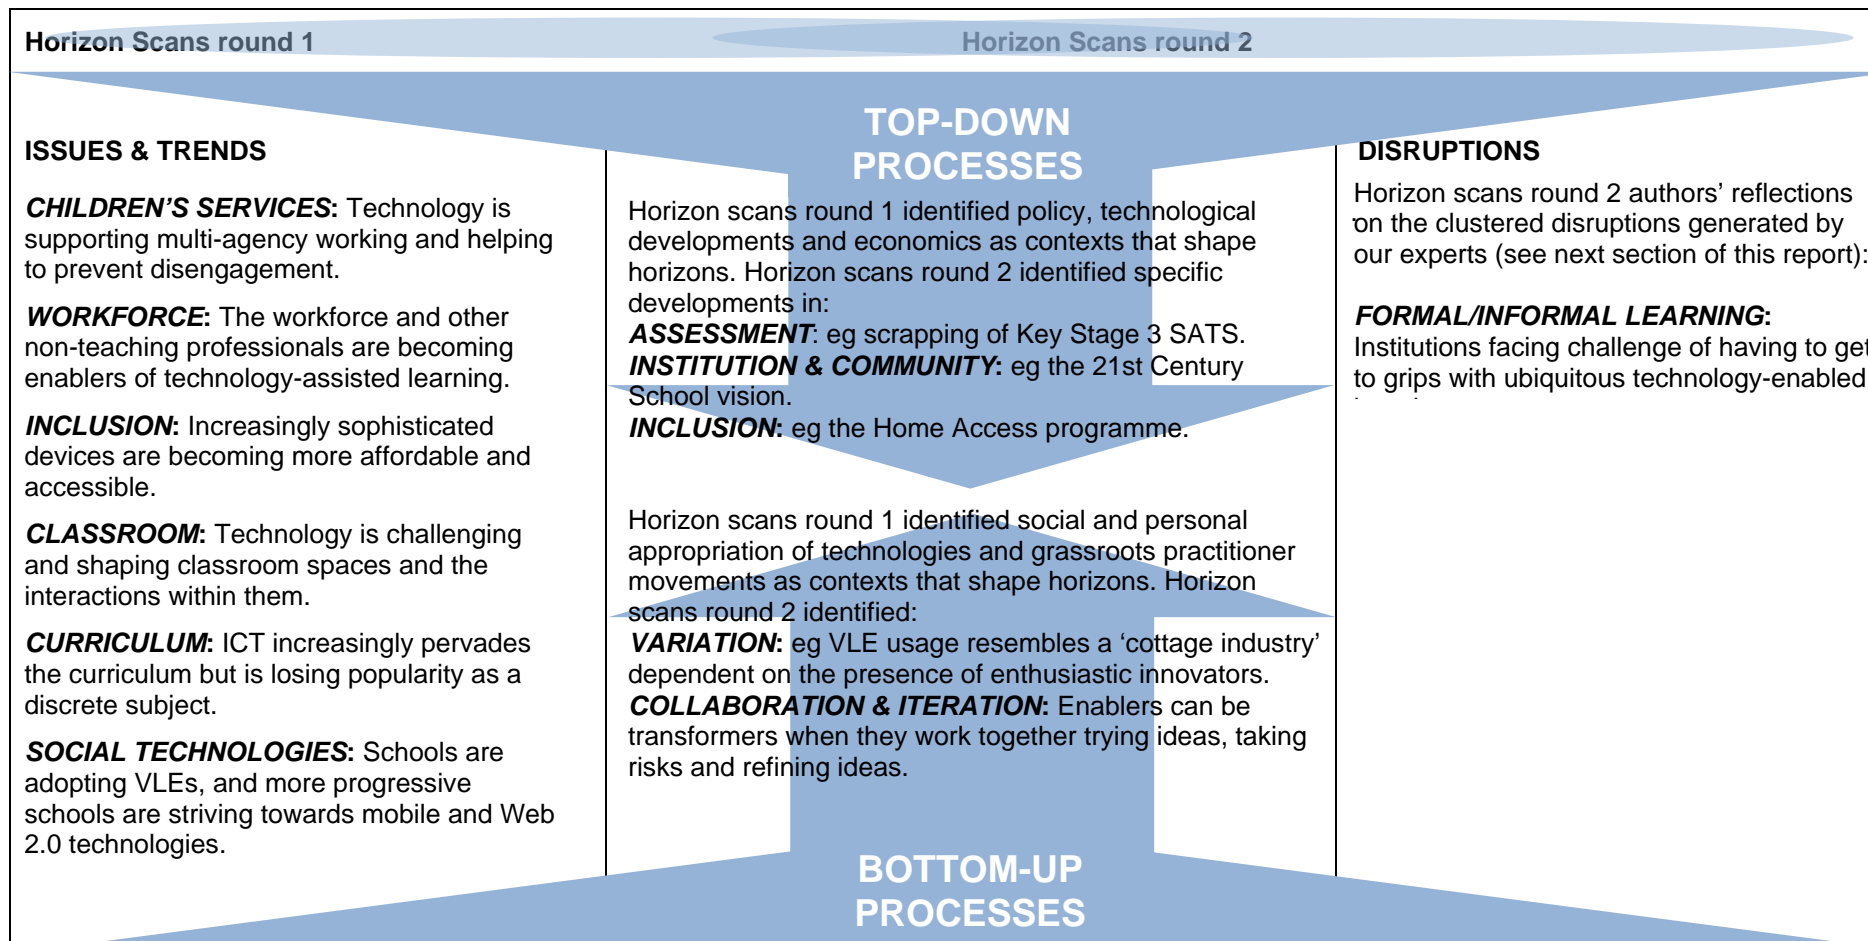 Horizon Scans round 1
Horizon Scans round 2
TOP-DOWN
PROCESSES
ISSUES & TRENDS
CHILDREN'S SERVICES: Technology is
supporting multi-agency working and helping
to prevent disengagement.
WORKFORCE: The workforce and other
non-teaching professionals are becoming
enablers of technology-assisted learning.
INCLUSION: Increasingly sophisticated
devices are becoming more affordable and
accessible.
CLASSROOM: Technology is challenging
and shaping classroom spaces and the
interactions within them.
CURRICULUM: ICT increasingly pervades
the curriculum but is losing popularity as a
discrete subject.
SOCIAL TECHNOLOGIES: Schools are
adopting VLEs, and more progressive
schools are striving towards mobile and Web
2.0 technologies.
Horizon scans round 1 identified policy, technological
developments and economics as contexts that shape
horizons. Horizon scans round 2 identified specific
developments in:
ASSESSMENT: eg scrapping of Key Stage 3 SATS.
INSTITUTION & COMMUNITY: eg the 21st Century
School vision.
INCLUSION: eg the Home Access programme.
Horizon scans round 1 identified social and personal
appropriation of technologies and grassroots practitioner
movements as contexts that shape horizons. Horizon
scans round 2 identified:
VARIATION: eg VLE usage resembles a ‘cottage industry’
dependent on the presence of enthusiastic innovators.
COLLABORATION & ITERATION: Enablers can be
transformers when they work together trying ideas, taking
risks and refining ideas.
DISRUPTIONS
Horizon scans round 2 authors’ reflections
on the clustered disruptions generated by
our experts (see next section of this report):
FORMAL/INFORMAL LEARNING:
Institutions facing challenge of having to get
to grips with ubiquitous technology-enabled
BOTTOM-UP
PROCESSES